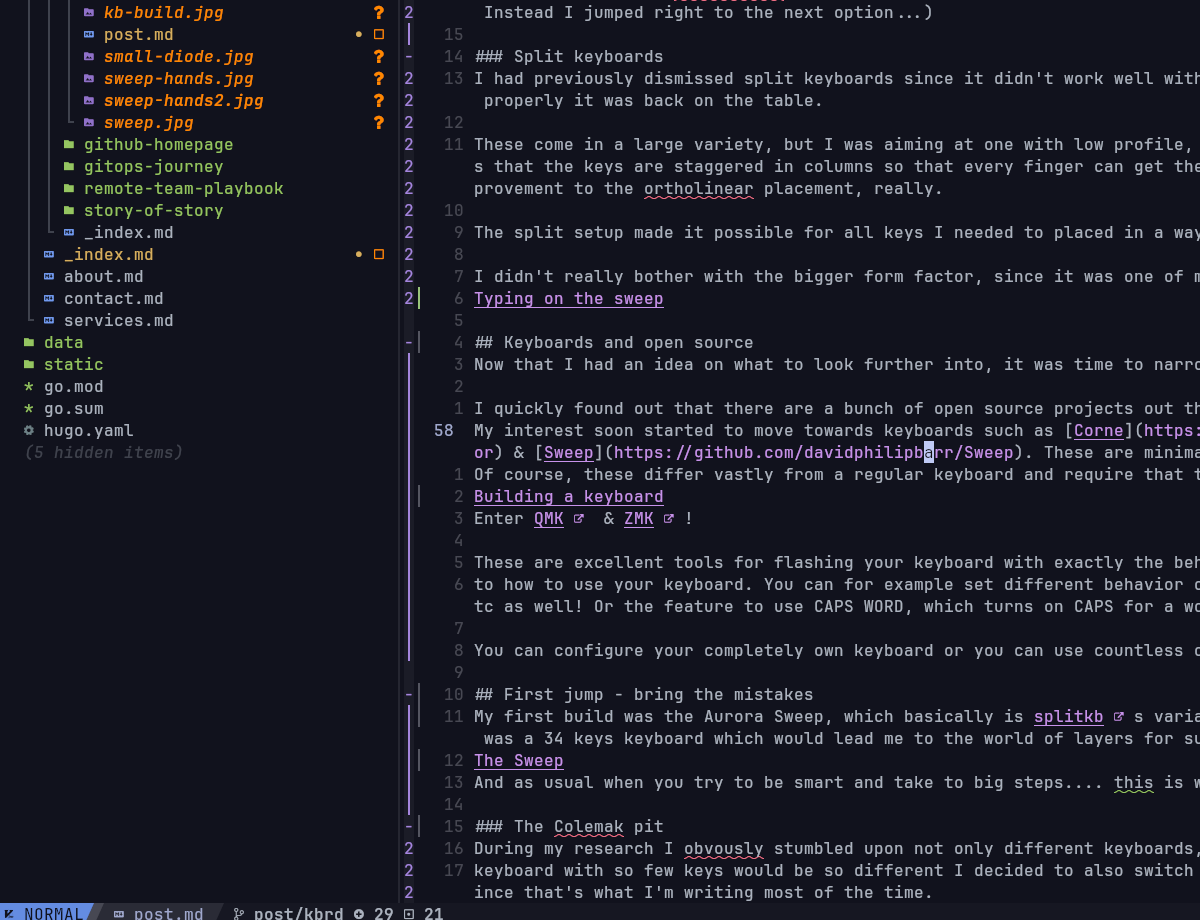 kb-build.jpg ?
post.md
small-diode.jpg ?
sweep-hands.jpg ?
sweep-hands2.jpg ?
sweep.jpg ?
github-homepage
gitops-journey
remote-team-playbook
story-of-story
_index.md
_index.md
about.md
contact.md
services.md
data
static
* go.mod
* go.sum
hugo.yaml
(5 hidden items)
2 Instead I jumped right to the next option...)
15
- 14 ### Split keyboards
2 13 I had previously dismissed split keyboards since it didn't work well with
2 properly it was back on the table.
2 12
2 11 These come in a large variety, but I was aiming at one with low profile,
2 s that the keys are staggered in columns so that every finger can get the
2 provement to the ortholinear placement, really.
2 10
2 9 The split setup made it possible for all keys I needed to placed in a way
2 8
2 7 I didn't really bother with the bigger form factor, since it was one of m
2 6 Typing on the sweep
5
- 4 ## Keyboards and open source
3 Now that I had an idea on what to look further into, it was time to narro
2
1 I quickly found out that there are a bunch of open source projects out th
58 My interest soon started to move towards keyboards such as [Corne](https:
or) & [Sweep](https://github.com/davidphilipbarr/Sweep). These are minima
1 Of course, these differ vastly from a regular keyboard and require that t
2 Building a keyboard
3 Enter QMK & ZMK !
4
5 These are excellent tools for flashing your keyboard with exactly the beh
6 to how to use your keyboard. You can for example set different behavior o
tc as well! Or the feature to use CAPS WORD, which turns on CAPS for a wo
7
8 You can configure your completely own keyboard or you can use countless o
9
- 10 ## First jump - bring the mistakes
11 My first build was the Aurora Sweep, which basically is splitkb s varia
was a 34 keys keyboard which would lead me to the world of layers for su
12 The Sweep
13 And as usual when you try to be smart and take to big steps.... this is w
14
- 15 ### The Colemak pit
2 16 During my research I obvously stumbled upon not only different keyboards,
2 17 keyboard with so few keys would be so different I decided to also switch
2 ince that's what I'm writing most of the time.
NORMAL post.md post/kbrd 29 21